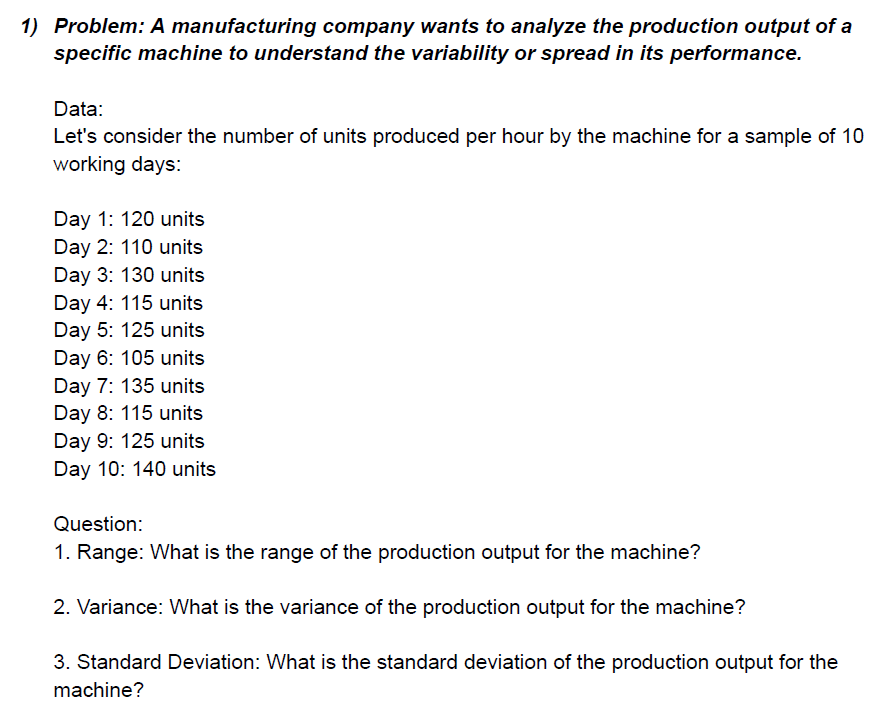 1) Problem: A manufacturing company wants to analyze the production output of a
specific machine to understand the variability or spread in its performance.
Data:
Let's consider the number of units produced per hour by the machine for a sample of 10
working days:
Day 1: 120 units
Day 2: 110 units
Day 3: 130 units
Day 4: 115 units
Day 5: 125 units
Day 6: 105 units
Day 7: 135 units
Day 8: 115 units
Day 9: 125 units
Day 10: 140 units
Question:
1. Range: What is the range of the production output for the machine?
2. Variance: What is the variance of the production output for the machine?
3. Standard Deviation: What is the standard deviation of the production output for the
machine?